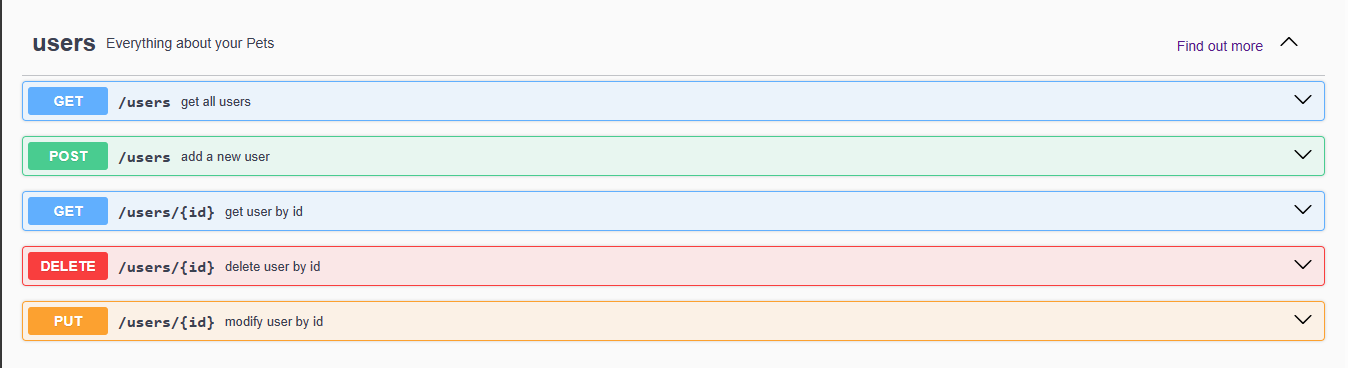 users Everything about your Pets Find out more
GET /users get all users
POST /users add a new user
GET /users/{id} get user by id
DELETE /users/{id} delete user by id
PUT /users/{id} modify user by id